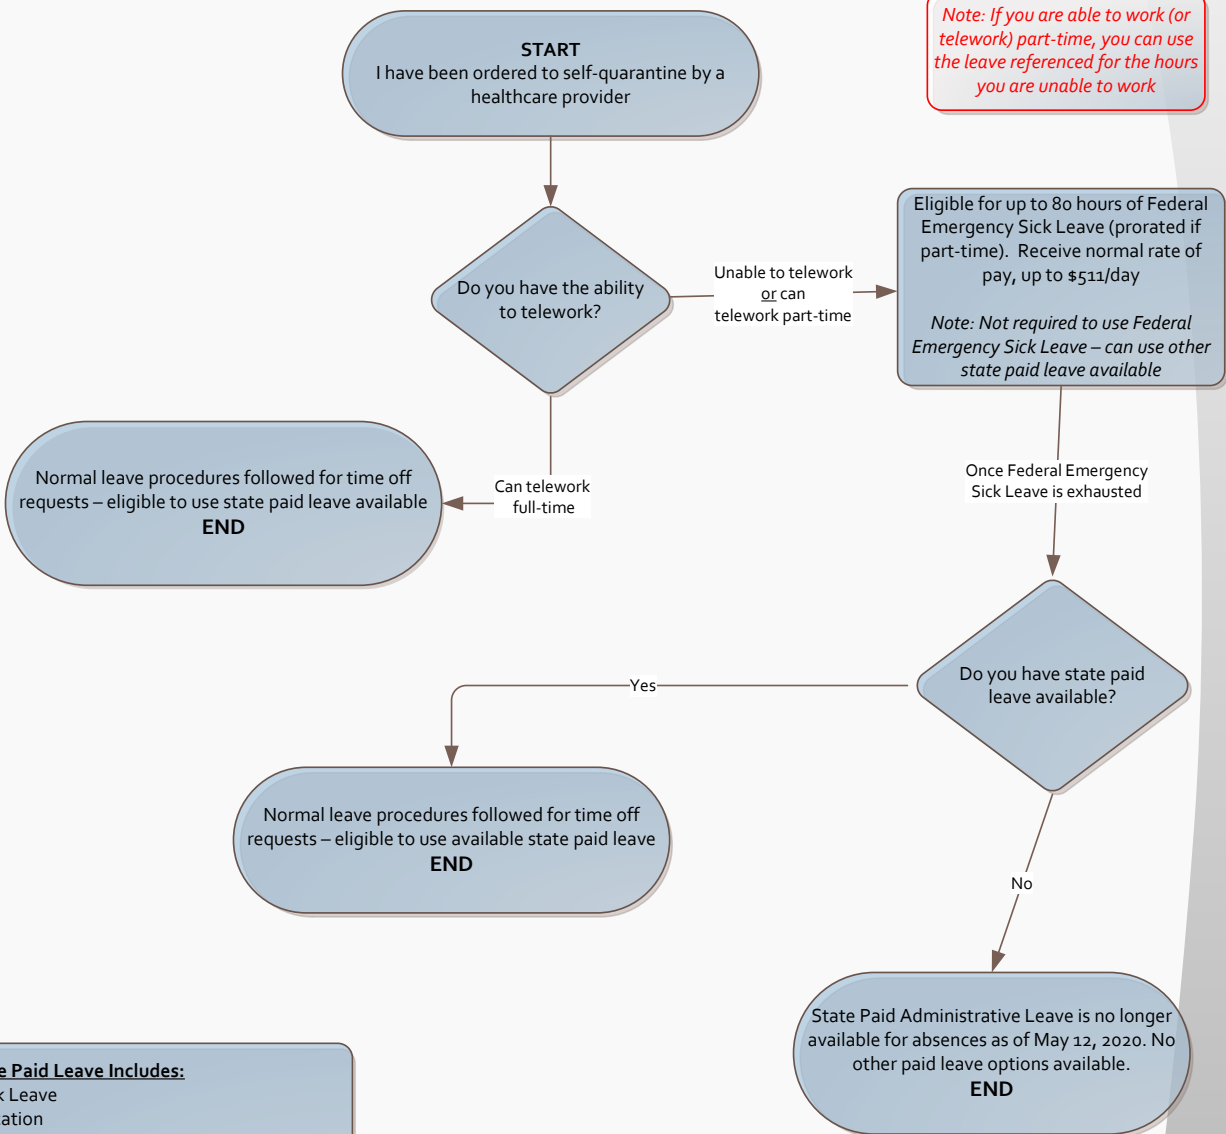 Note: If you are able to work (or
telework) part-time, you can use
the leave referenced for the hours
you are unable to work
START
I have been ordered to self-quarantine by a
healthcare provider
Do you have the ability
to telework?
Unable to telework
or can
telework part-time
Eligible for up to 80 hours of Federal
Emergency Sick Leave (prorated if
part-time). Receive normal rate of
pay, up to $511/day
Note: Not required to use Federal
Emergency Sick Leave – can use other
state paid leave available
Normal leave procedures followed for time off
requests – eligible to use state paid leave available
END
Can telework
full-time
Once Federal Emergency
Sick Leave is exhausted
Do you have state paid
leave available?
Yes
Normal leave procedures followed for time off
requests – eligible to use available state paid leave
END
No
State Paid Administrative Leave is no longer
available for absences as of May 12, 2020. No
other paid leave options available.
END
Paid Leave Includes:
Leave